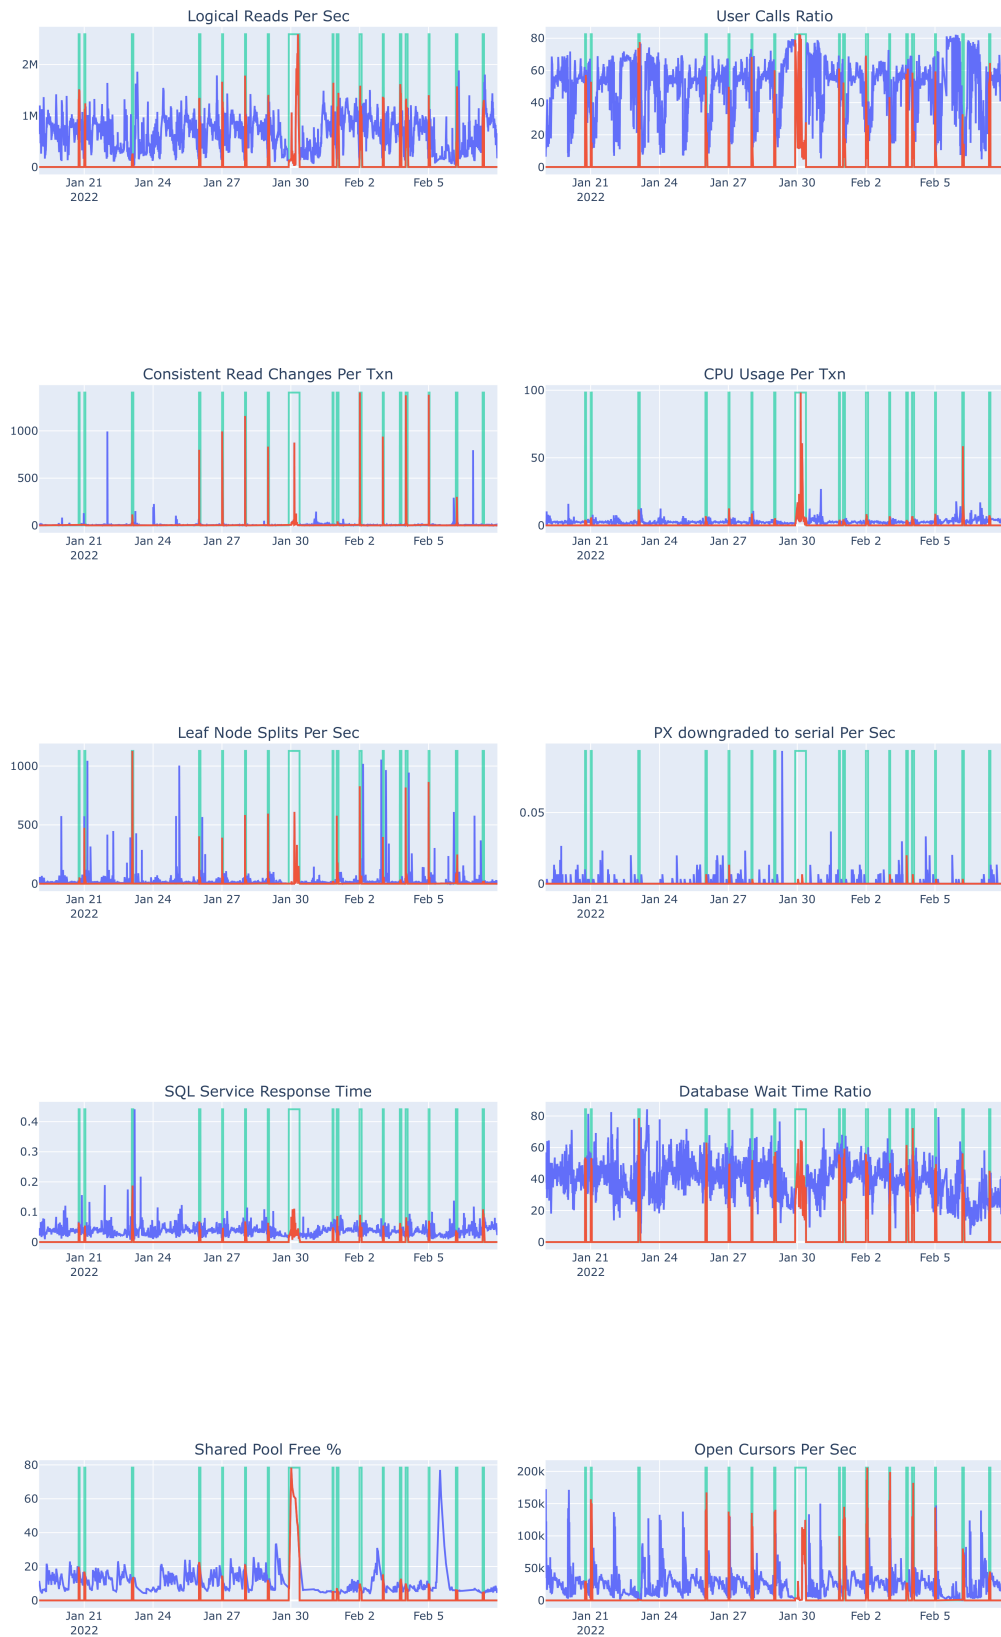 Logical Reads Per Sec
User Calls Ratio
2M
1M
0
80
60
40
20
0
Jan 21 Jan 24 Jan 27 Jan 30 Feb 2 Feb 5
2022
Jan 21 Jan 24 Jan 27 Jan 30 Feb 2 Feb 5
2022
Consistent Read Changes Per Txn
CPU Usage Per Txn
1000
500
0
100
50
0
Jan 21 Jan 24 Jan 27 Jan 30 Feb 2 Feb 5
2022
Jan 21 Jan 24 Jan 27 Jan 30 Feb 2 Feb 5
2022
Leaf Node Splits Per Sec
PX downgraded to serial Per Sec
1000
500
0
0.05
0
Jan 21 Jan 24 Jan 27 Jan 30 Feb 2 Feb 5
2022
Jan 21 Jan 24 Jan 27 Jan 30 Feb 2 Feb 5
2022
SQL Service Response Time
Database Wait Time Ratio
0.4
0.3
0.2
0.1
0
80
60
40
20
0
Jan 21 Jan 24 Jan 27 Jan 30 Feb 2 Feb 5
2022
Jan 21 Jan 24 Jan 27 Jan 30 Feb 2 Feb 5
2022
Shared Pool Free %
Open Cursors Per Sec
80
60
40
20
0
200k
150k
100k
50k
0
Jan 21 Jan 24 Jan 27 Jan 30 Feb 2 Feb 5
2022
Jan 21 Jan 24 Jan 27 Jan 30 Feb 2 Feb 5
2022